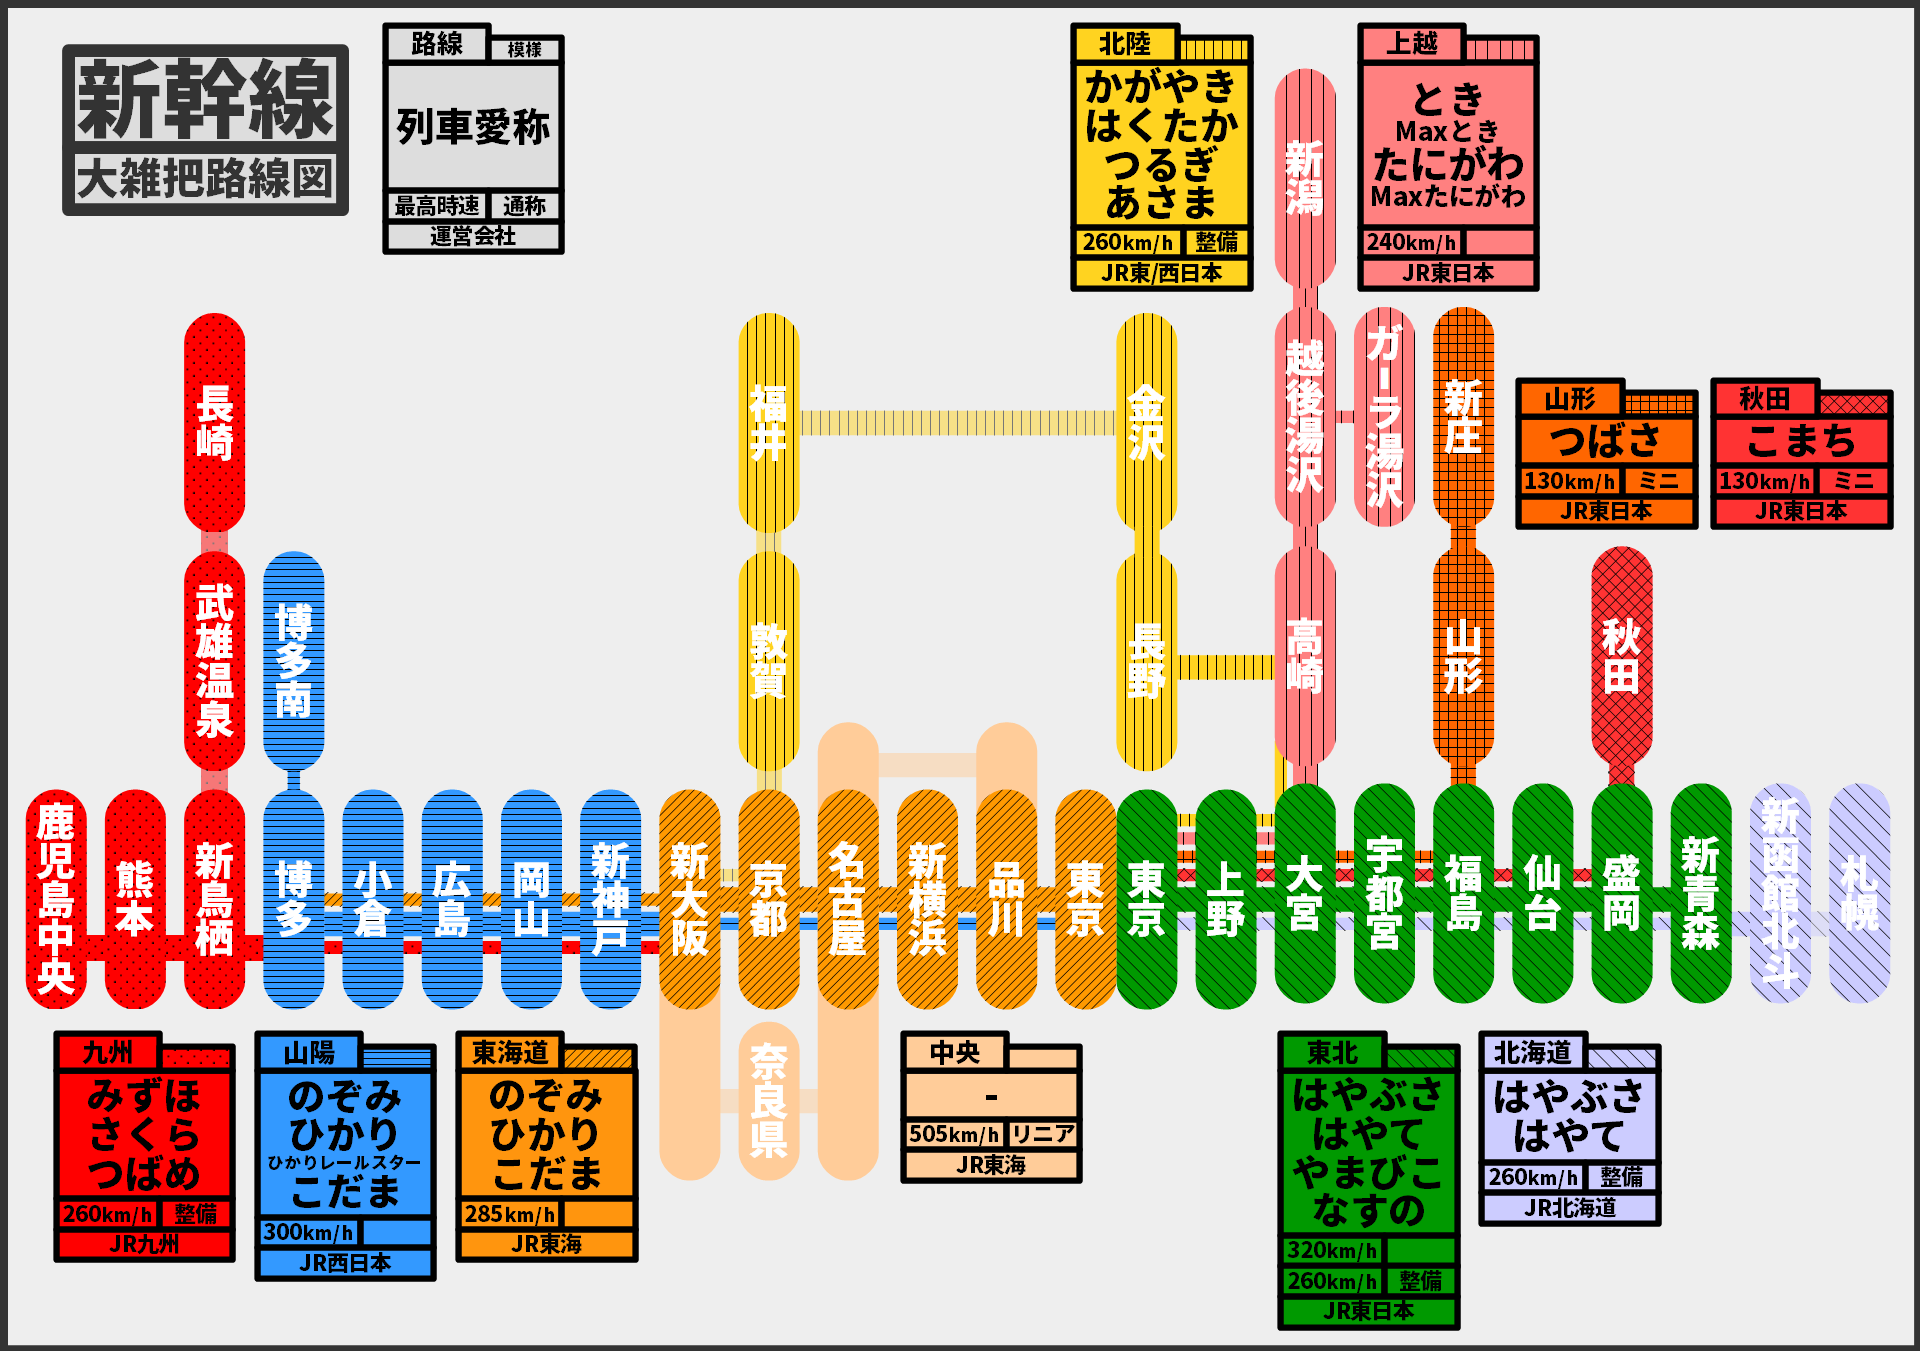 新幹線
大雑把路線図
路線
模様
列車愛称
最高時速
通称
運営会社
北陸
かがやき
はくたか
つるぎ
あさま
260km/h
整備
JR東/西日本
上越
とき
Maxとき
たにがわ
Maxたにがわ
240km/h
JR東日本
山形
つばさ
130km/h
ミニ
JR東日本
秋田
こまち
130km/h
ミニ
JR東日本
長崎
武雄温泉
博多南
福井
敦賀
金沢
長野
新潟
越後湯沢
ガーラ湯沢
高崎
新庄
山形
秋田
鹿児島中央
熊本
新鳥栖
博多
小倉
広島
岡山
新神戸
新大阪
京都
名古屋
新横浜
品川
東京
東京
上野
大宮
宇都宮
福島
仙台
盛岡
新青森
新函館北斗
札幌
奈良県
九州
みずほ
さくら
つばめ
260km/h
整備
JR九州
山陽
のぞみ
ひかり
ひかりレールスター
こだま
300km/h
JR西日本
東海道
のぞみ
ひかり
こだま
285km/h
JR東海
中央
-
505km/h
リニア
JR東海
東北
はやぶさ
はやて
やまびこ
なすの
320km/h
260km/h
整備
JR東日本
北海道
はやぶさ
はやて
260km/h
整備
JR北海道